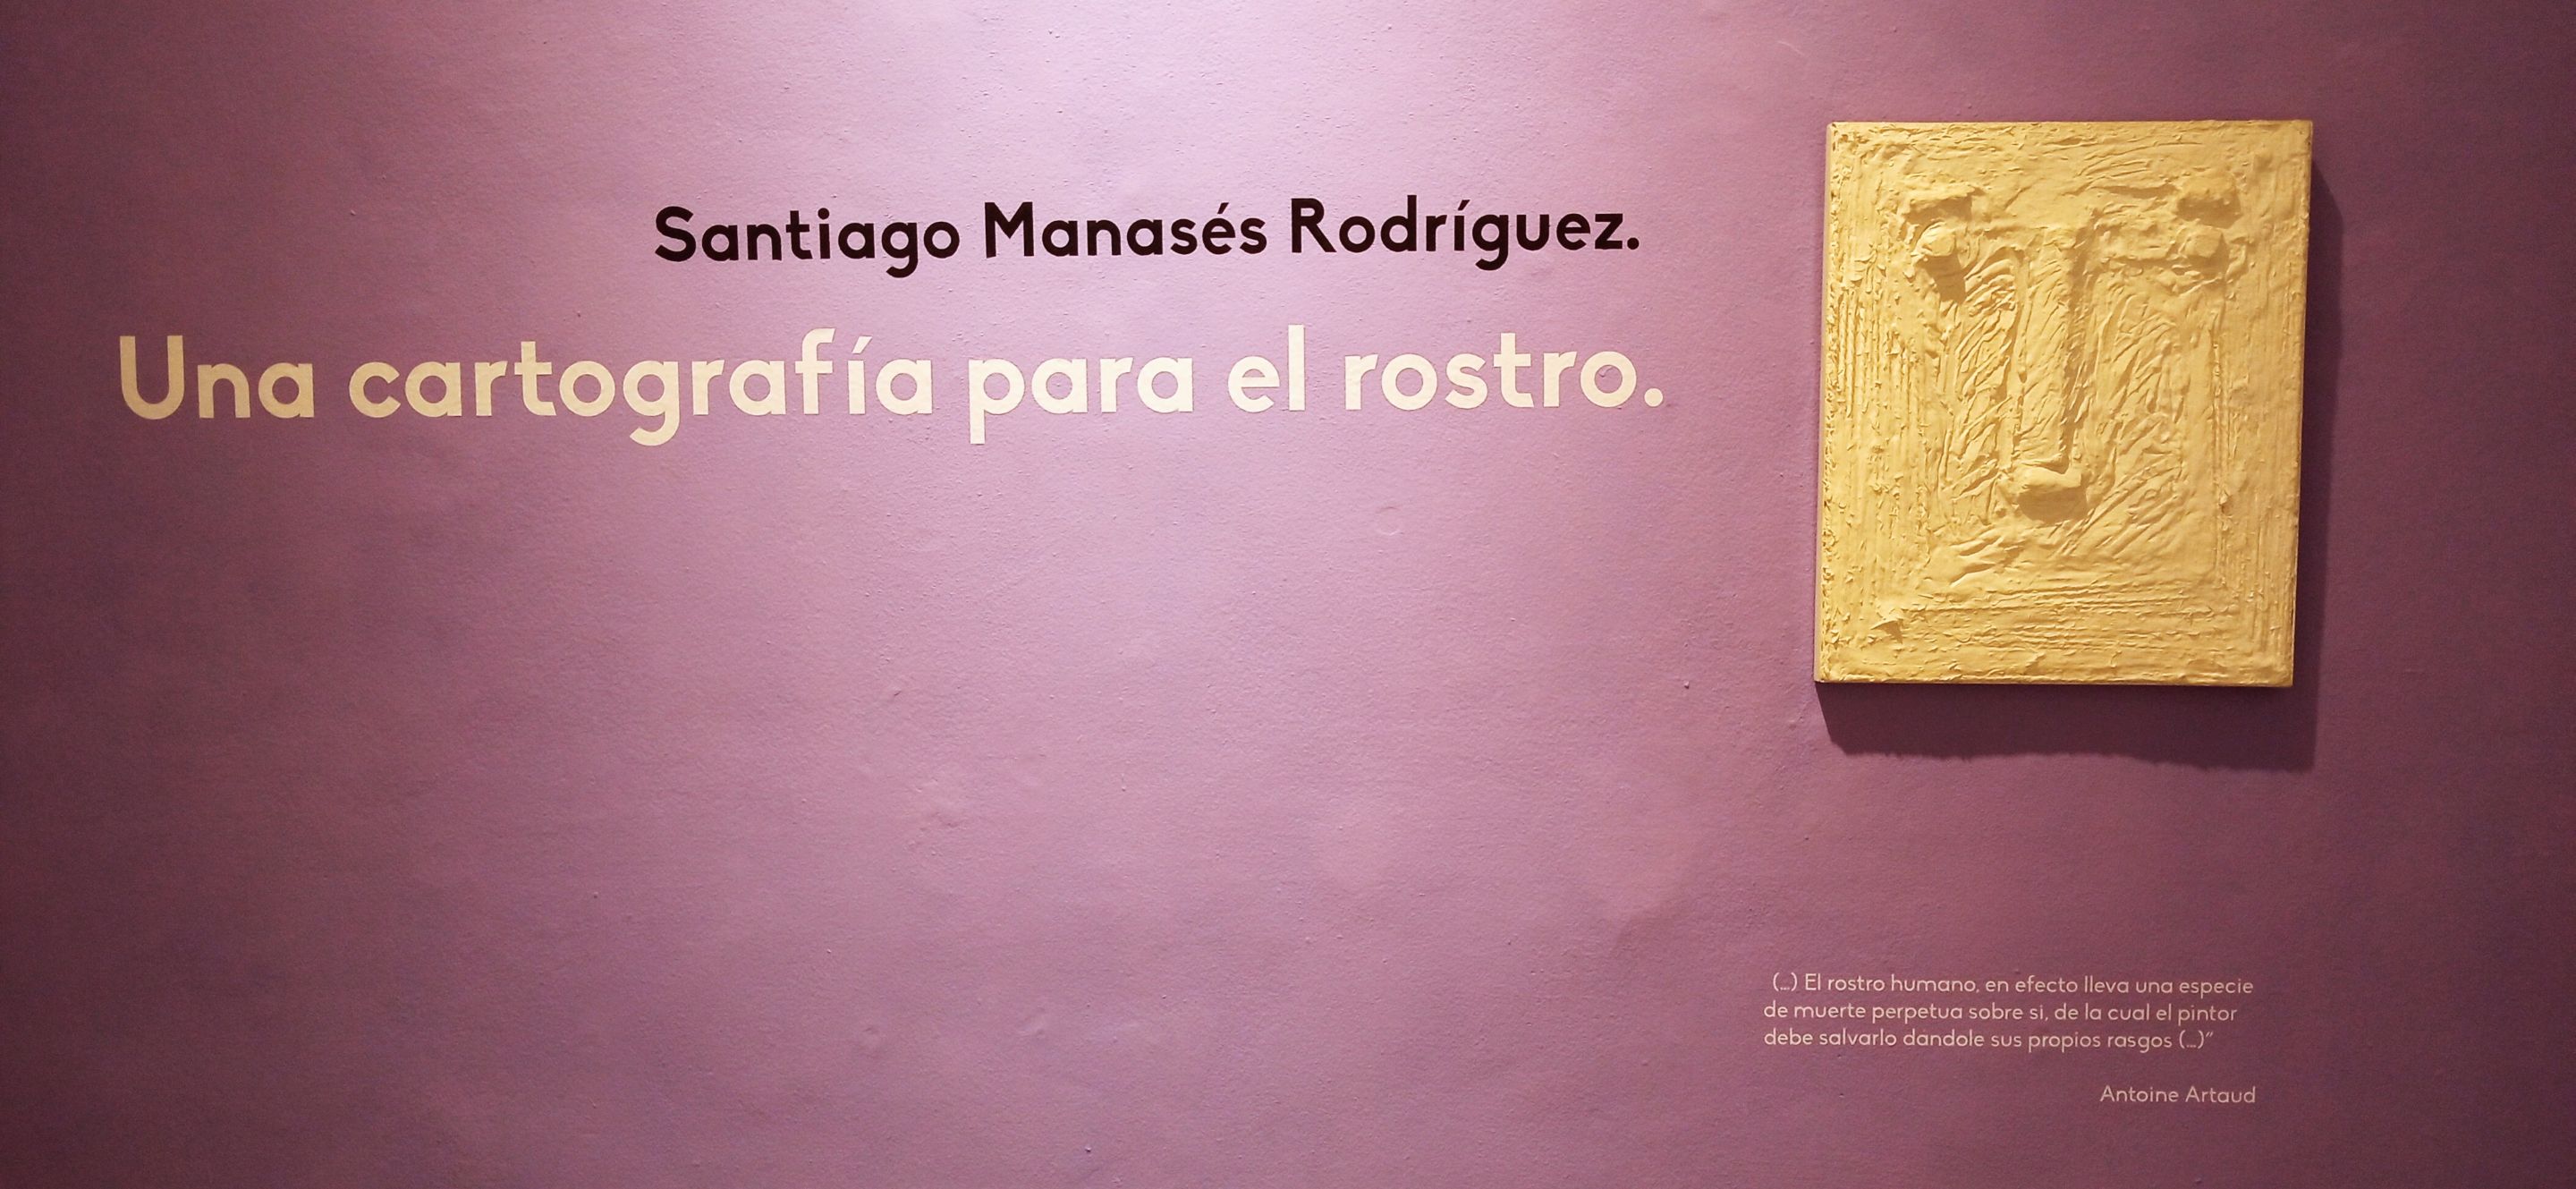 Santiago Manasés Rodríguez.
Una cartografía para el rostro.
(...) El rostro humano, en efecto lleva una especie
de muerte perpetua sobre si, de la cual el pintor
debe salvarlo dandole sus propios rasgos (...)”
Antoine Artaud